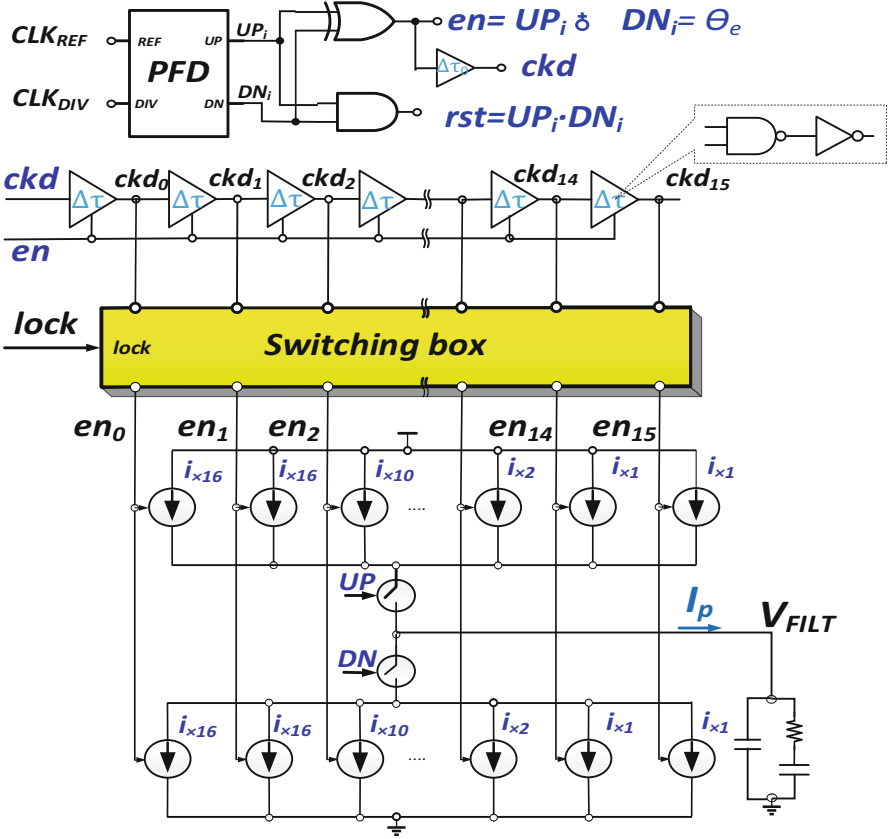 CLK_REF REF UP UP_i en= UP_i ⊕ DN_i= Θ_e
PFD Δτ_0 ckd
CLK_DIV DIV DN DN_i rst=UP_i·DN_i
ckd Δτ ckd_0 Δτ ckd_1 Δτ ckd_2 Δτ Δτ ckd_14 Δτ ckd_15
en
lock lock Switching box
en_0 en_1 en_2 en_14 en_15
i_×16 i_×16 i_×10 .... i_×2 i_×1 i_×1
UP I_p V_FILT
DN
i_×16 i_×16 i_×10 .... i_×2 i_×1 i_×1